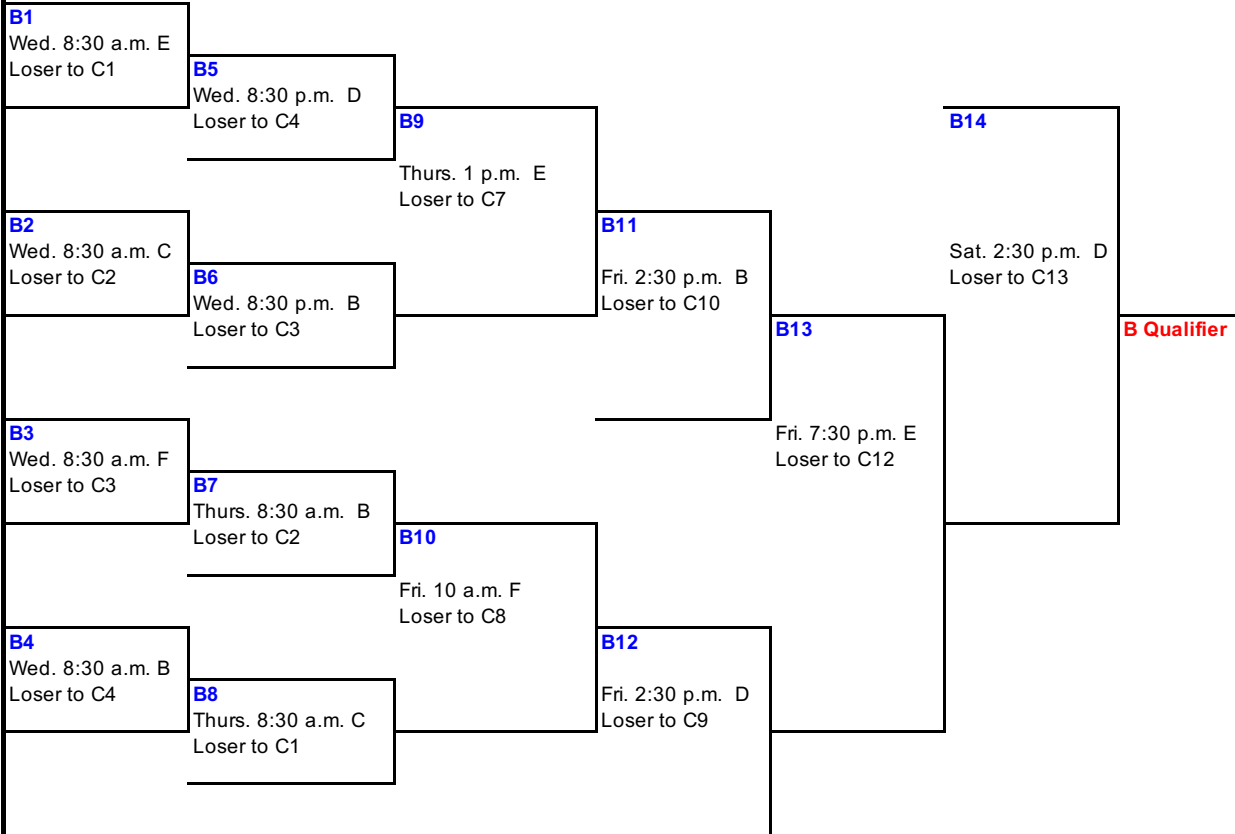 B1
Wed. 8:30 a.m. E
Loser to C1
B5
Wed. 8:30 p.m. D
Loser to C4
B9
Thurs. 1 p.m. E
Loser to C7
B14
Sat. 2:30 p.m. D
Loser to C13
B2
Wed. 8:30 a.m. C
Loser to C2
B6
Wed. 8:30 p.m. B
Loser to C3
B11
Fri. 2:30 p.m. B
Loser to C10
B13
Fri. 7:30 p.m. E
Loser to C12
B Qualifier
B3
Wed. 8:30 a.m. F
Loser to C3
B7
Thurs. 8:30 a.m. B
Loser to C2
B10
Fri. 10 a.m. F
Loser to C8
B4
Wed. 8:30 a.m. B
Loser to C4
B8
Thurs. 8:30 a.m. C
Loser to C1
B12
Fri. 2:30 p.m. D
Loser to C9